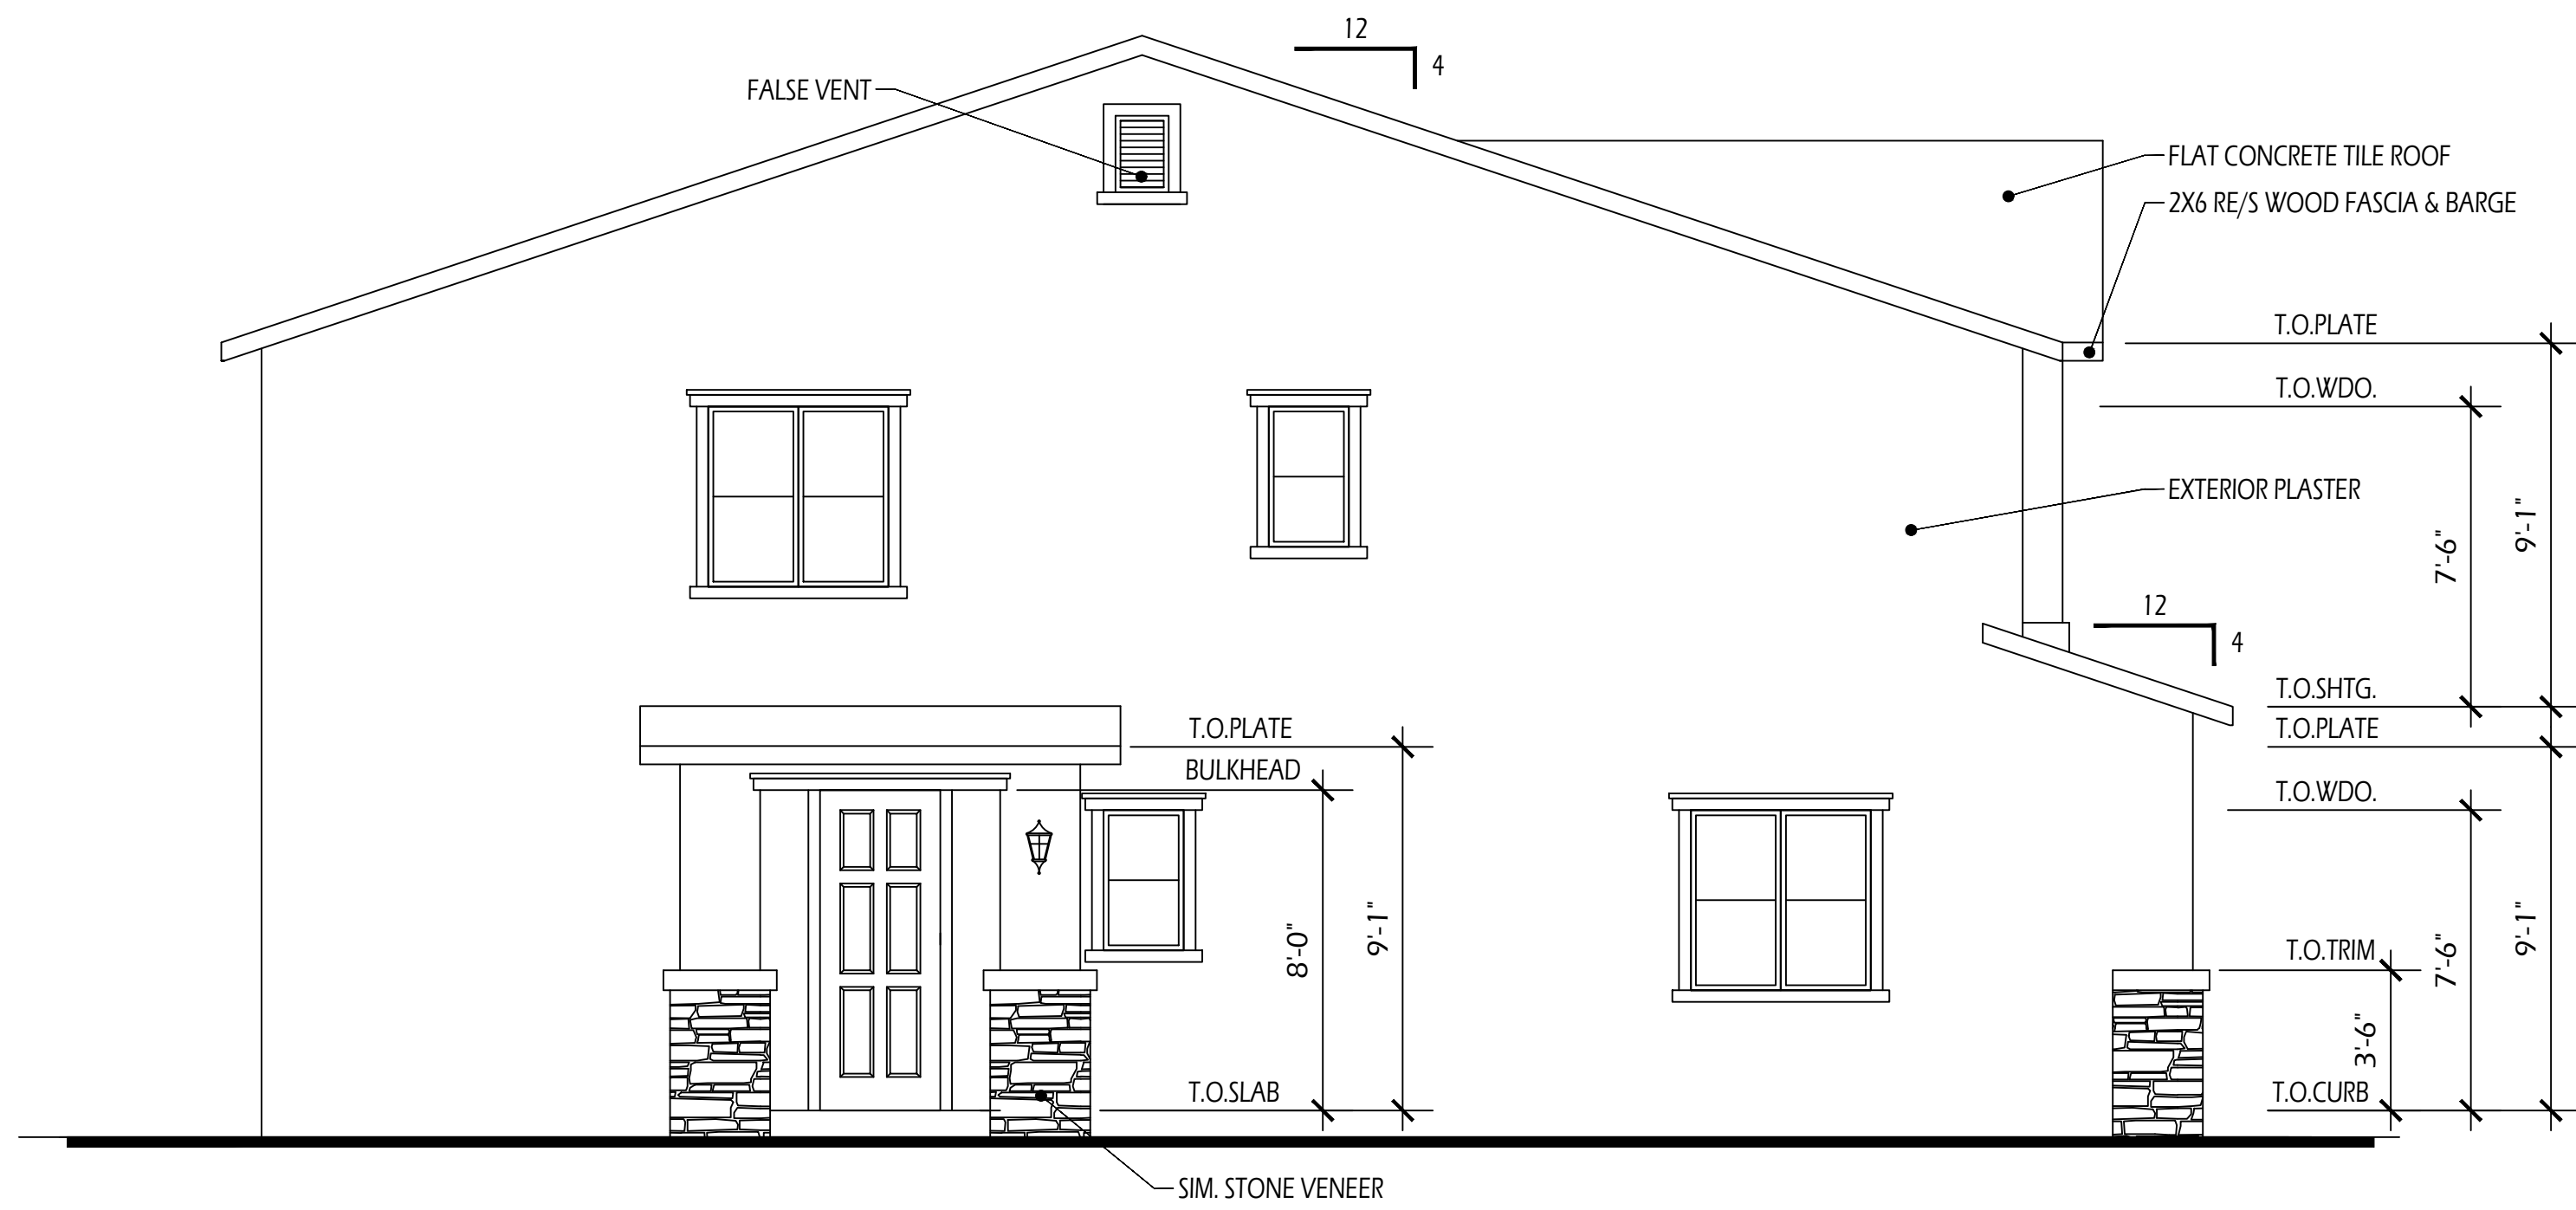 12
4
FALSE VENT
FLAT CONCRETE TILE ROOF
2X6 RE/S WOOD FASCIA & BARGE
T.O.PLATE
T.O.WDO.
EXTERIOR PLASTER
9'-1"
7'-6"
12
4
T.O.SHTG.
T.O.PLATE
T.O.PLATE
BULKHEAD
T.O.WDO.
8'-0"
9'-1"
T.O.TRIM
7'-6"
9'-1"
3'-6"
T.O.SLAB
T.O.CURB
SIM. STONE VENEER